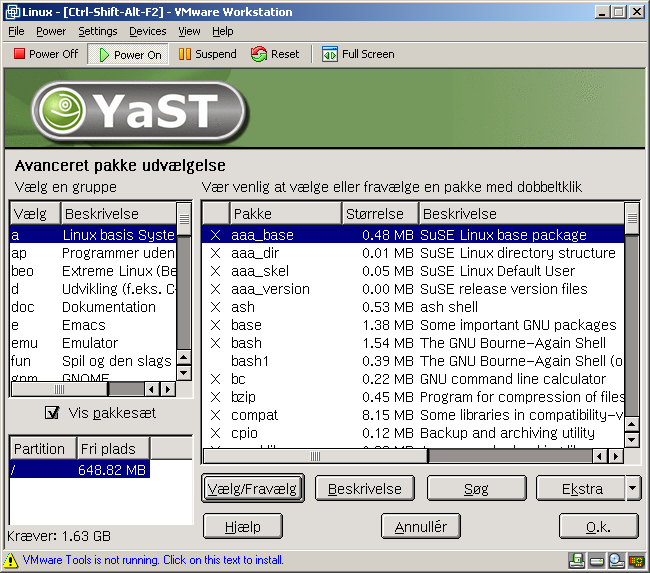 Linux - [Ctrl-Shift-Alt-F2] - VMware Workstation
File Power Settings Devices View Help
Power Off Power On Suspend Reset Full Screen
YaST
Avanceret pakke udvælgelse
Vælg en gruppe
Vær venlig at vælge eller fravælge en pakke med dobbeltklik
Vælg Beskrivelse
a Linux basis Syste
ap Programmer uden
beo Extreme Linux (Be
d Udvikling (f.eks. C-
doc Dokumentation
e Emacs
emu Emulator
fun Spil og den slags
gnm GNOME
Vis pakkesæt
Partition Fri plads
/ 648.82 MB
Kræver: 1.63 GB
Pakke Størrelse Beskrivelse
X aaa_base 0.48 MB SuSE Linux base package
X aaa_dir 0.01 MB SuSE Linux directory structure
X aaa_skel 0.05 MB SuSE Linux Default User
X aaa_version 0.00 MB SuSE release version files
X ash 0.53 MB ash shell
X base 1.38 MB Some important GNU packages
X bash 1.54 MB The GNU Bourne-Again Shell
bash1 0.39 MB The GNU Bourne-Again Shell (o
X bc 0.22 MB GNU command line calculator
X bzip 0.45 MB Program for compression of files
X compat 8.15 MB Some libraries in compatibility-v
X cpio 0.12 MB Backup and archiving utility
Vælg/Fravælg Beskrivelse Søg Ekstra
Hjælp Annullér O.k.
VMware Tools is not running. Click on this text to install.